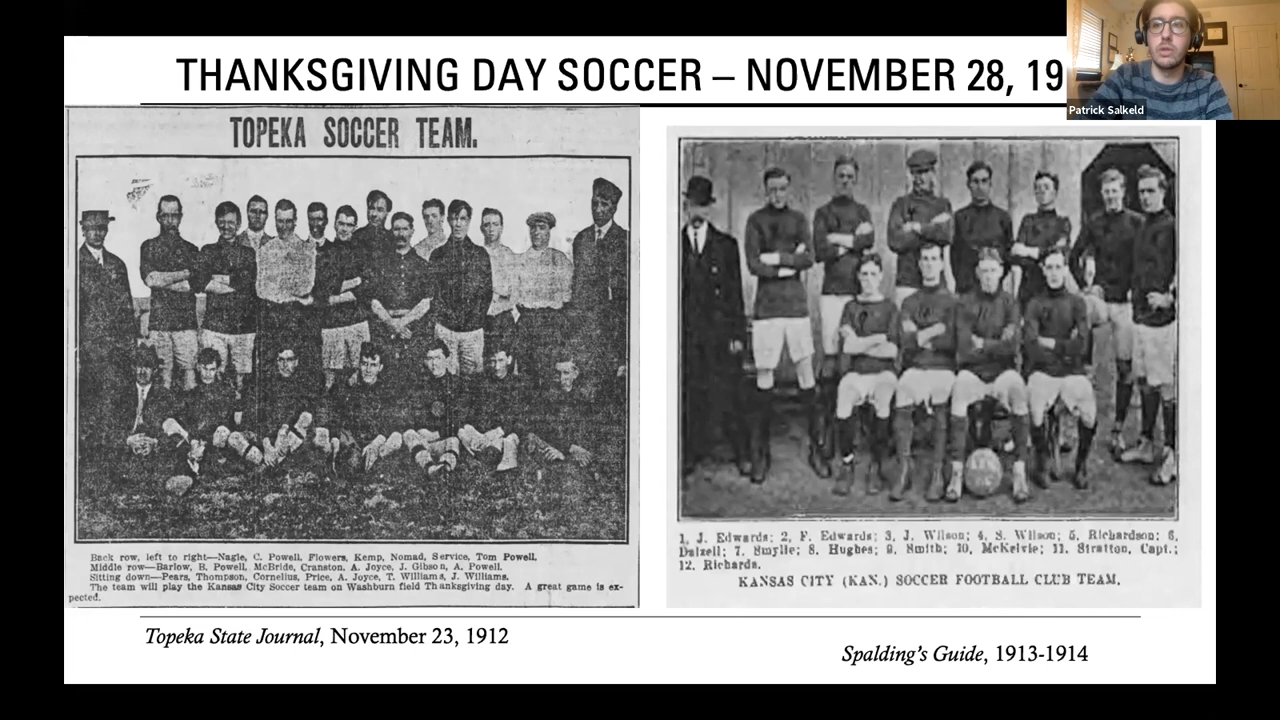 THANKSGIVING DAY SOCCER – NOVEMBER 28, 19
Patrick Salkeld
TOPEKA SOCCER TEAM.
Back row, left to right—Nagle, C. Powell, Flowers, Kemp, Nomad, Service, Tom Powell.
Middle row—Barlow, B. Powell, McBride, Cranston, A. Joyce, J. Gibson, A. Powell.
Sitting down—Pears, Thompson, Cornelius, Price, A. Joyce, T. Williams, J. Williams.
The team will play the Kansas City Soccer team on Washburn field Thanksgiving day. A great game is ex-
pected.
1, J. Edwards; 2, F. Edwards; 3, J. Wilson; 4, S. Wilson; 5, Richardson; 6,
Dalzell; 7, Smylie; 8, Hughes; 9, Smith; 10, McKelvie; 11, Stratton, Capt.;
12, Richards.
KANSAS CITY (KAN.) SOCCER FOOTBALL CLUB TEAM.
Topeka State Journal, November 23, 1912
Spalding's Guide, 1913-1914